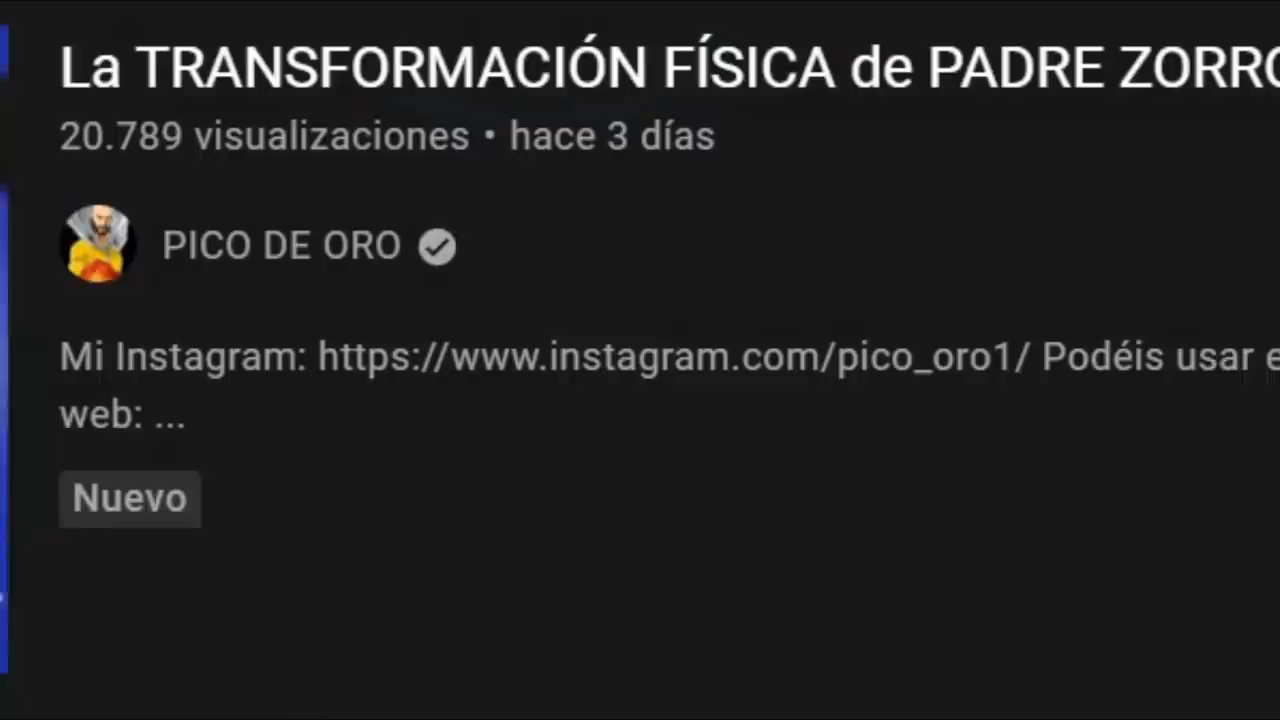 La TRANSFORMACIÓN FÍSICA de PADRE ZORRO
20.789 visualizaciones • hace 3 días
PICO DE ORO
Mi Instagram: https://www.instagram.com/pico_oro1/ Podéis usar e
web: ...
Nuevo